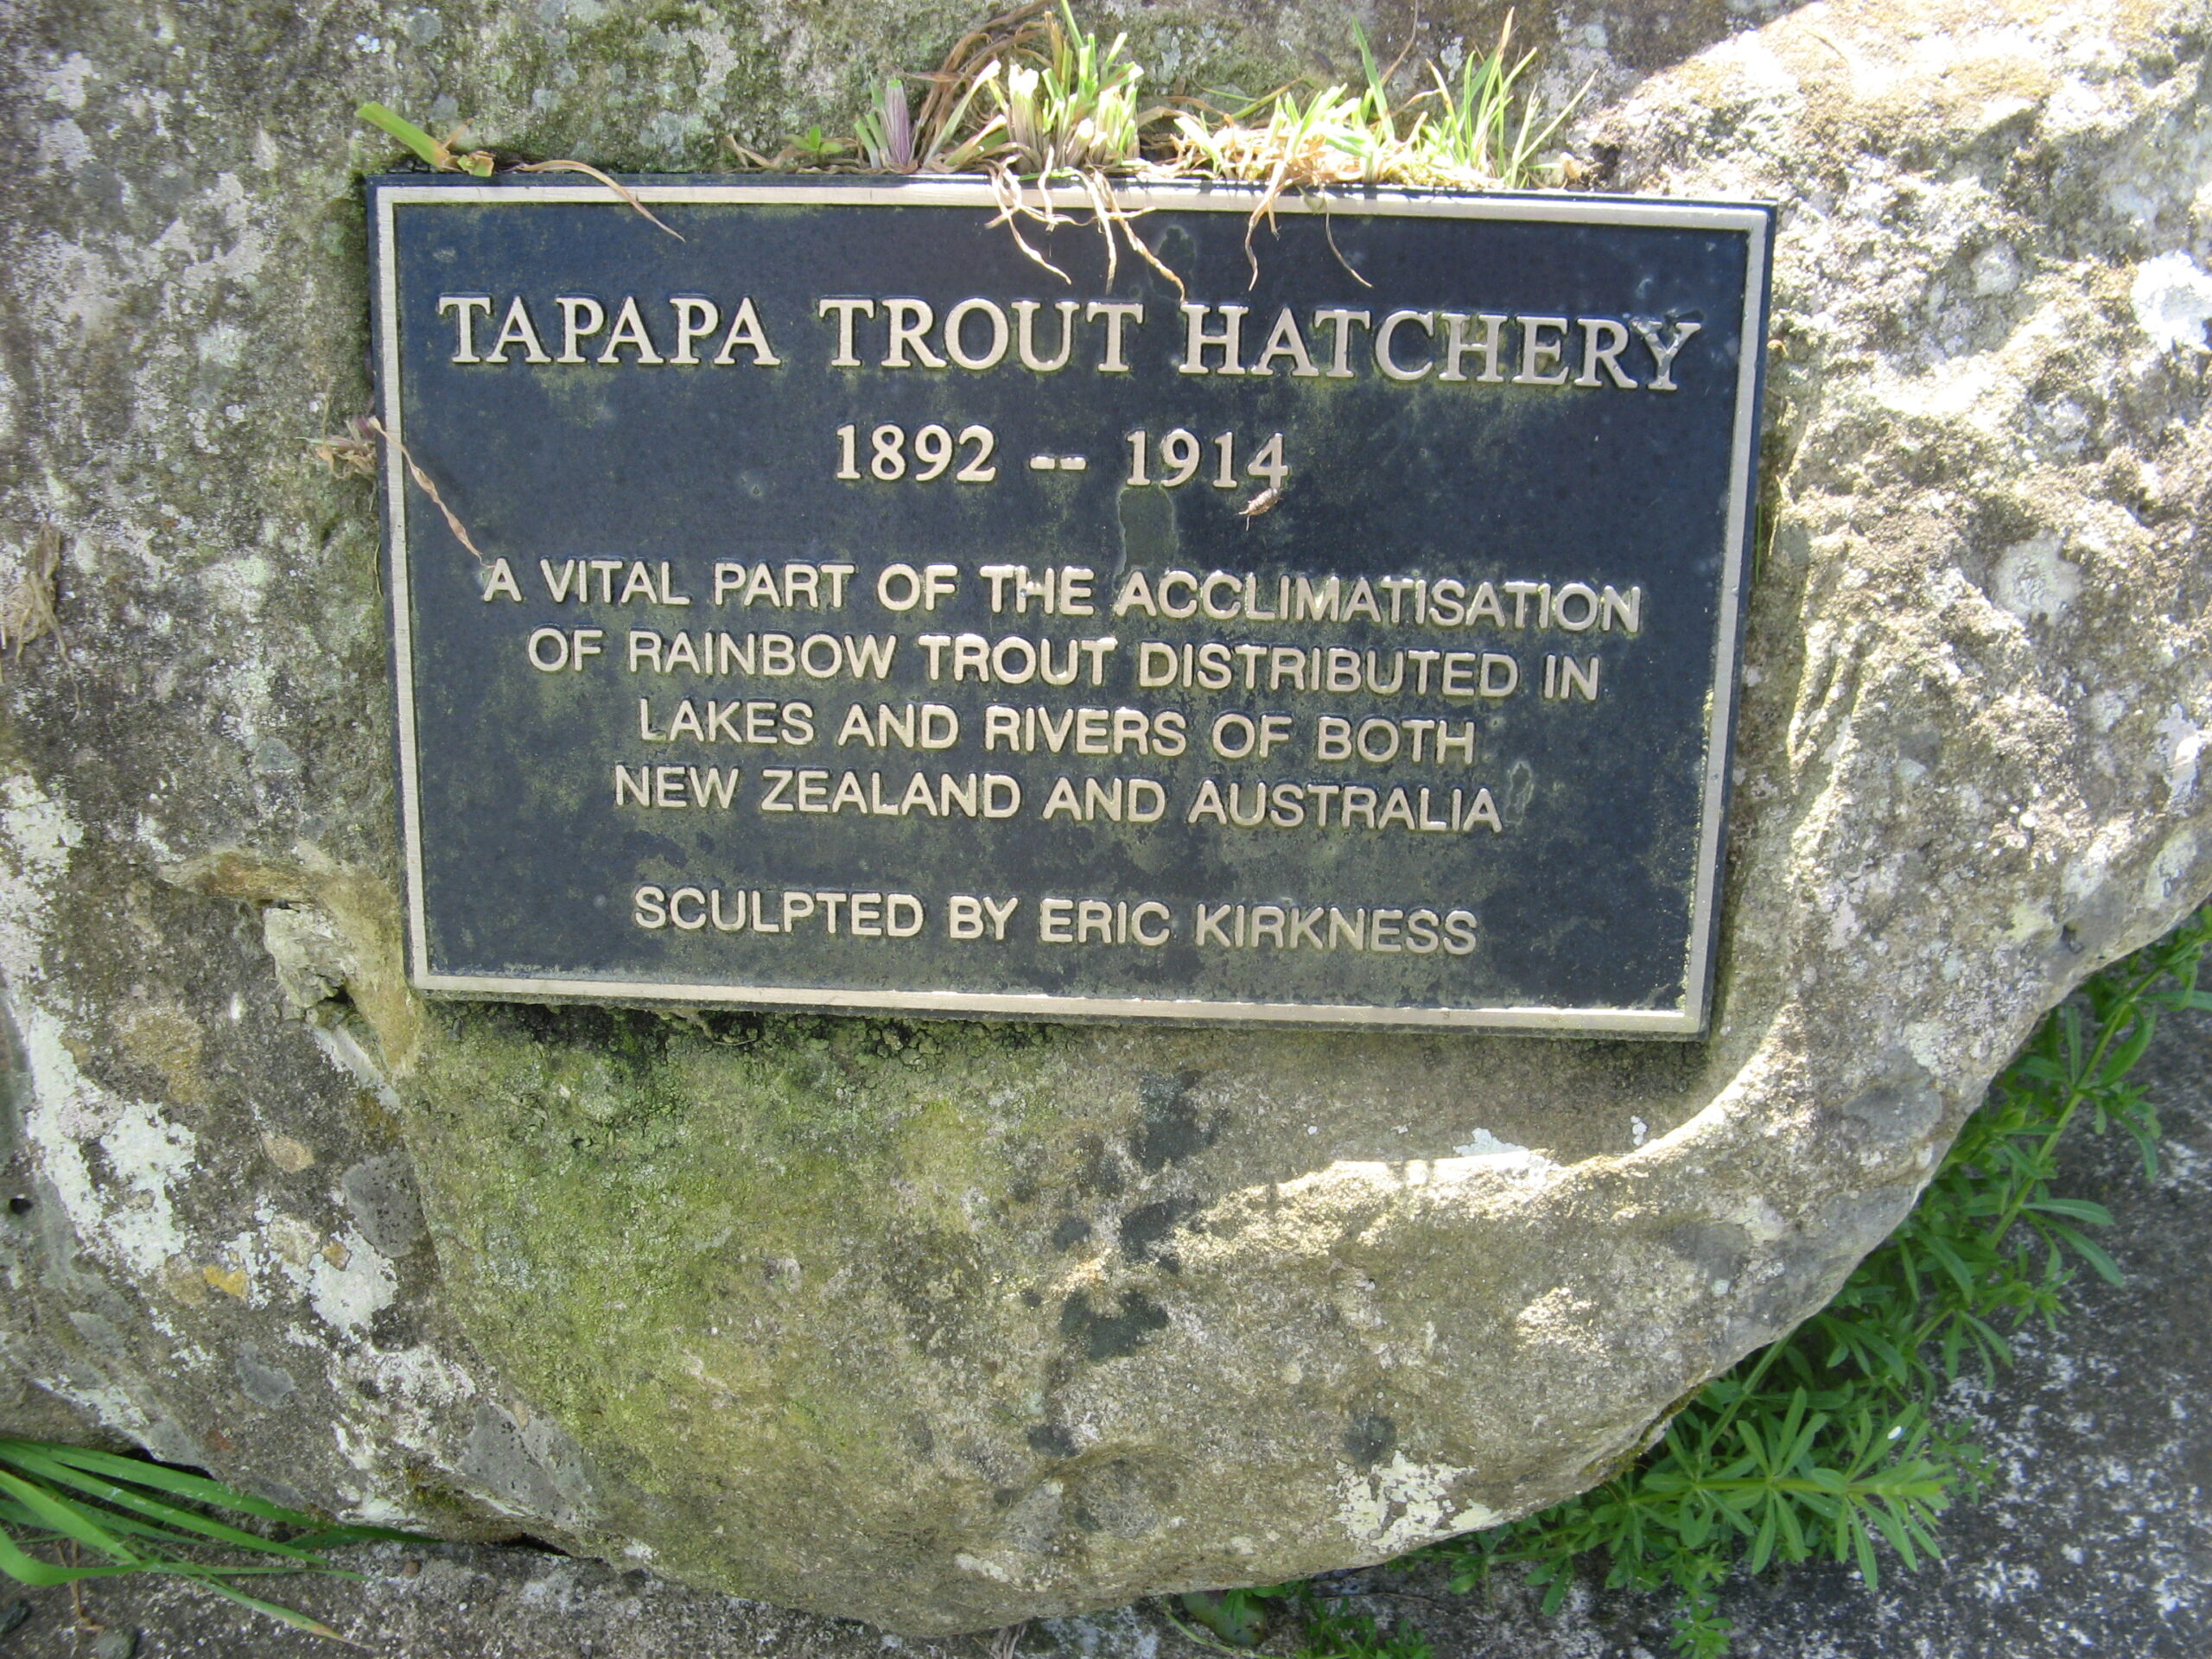 TAPAPA TROUT HATCHERY
1892 -- 1914
A VITAL PART OF THE ACCLIMATISATION
OF RAINBOW TROUT DISTRIBUTED IN
LAKES AND RIVERS OF BOTH
NEW ZEALAND AND AUSTRALIA
SCULPTED BY ERIC KIRKNESS